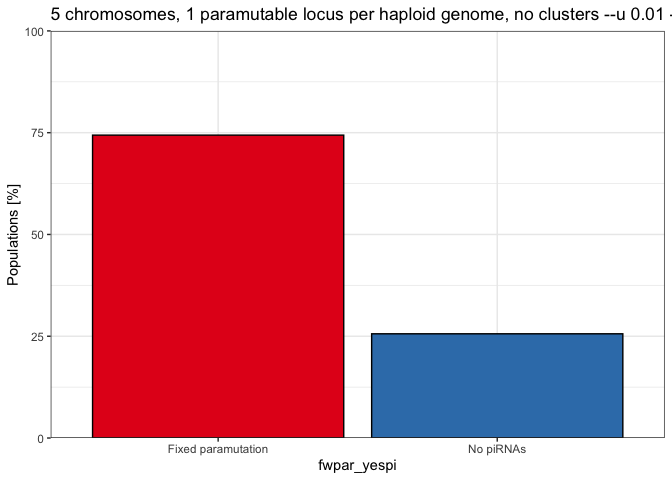 5 chromosomes, 1 paramutable locus per haploid genome, no clusters --u 0.01 -
Populations [%]
100
75
50
25
0
Fixed paramutation
No piRNAs
fwpar_yespi